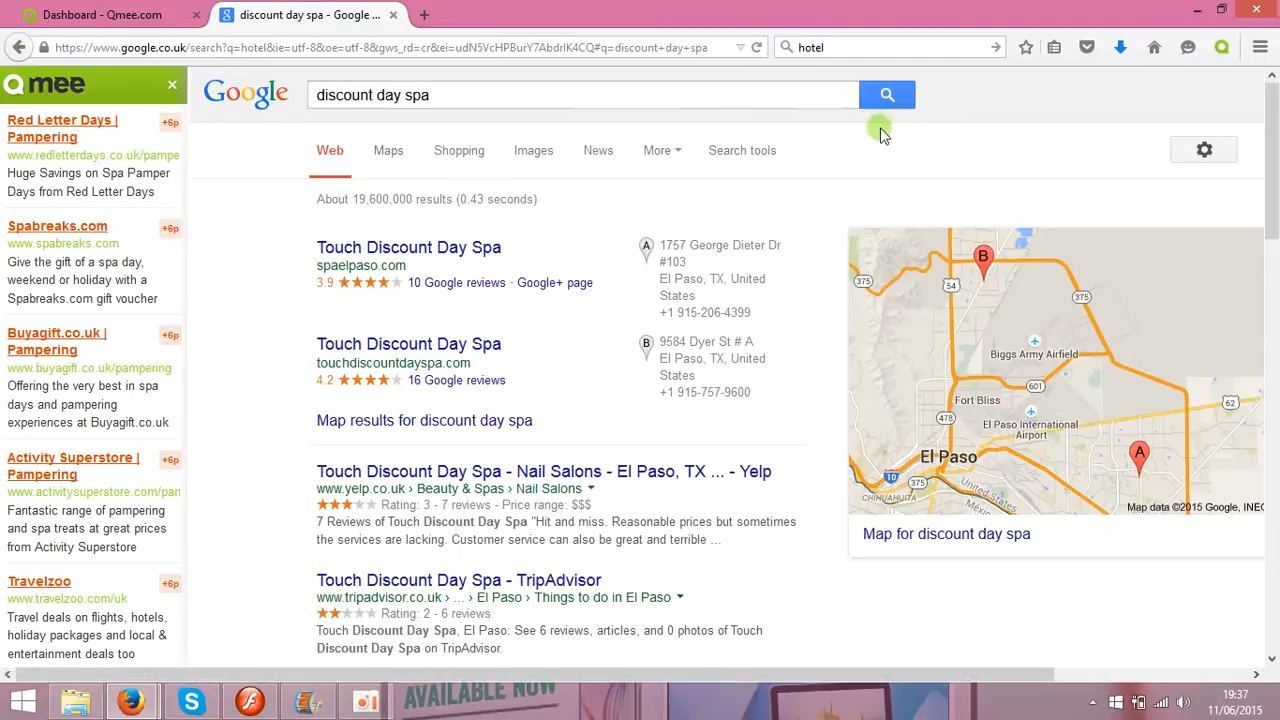 Dashboard - Qmee.com
discount day spa - Google ...
https://www.google.co.uk/search?q=hotel&ie=utf-8&oe=utf-8&gws_rd=cr&ei=udN5VcHPBurY7AbdrlK4CQ#q=discount+day+spa
hotel
Qmee
Red Letter Days |
Pampering
+6p
www.redletterdays.co.uk/pampe
Huge Savings on Spa Pamper
Days from Red Letter Days
Spabreaks.com
+6p
www.spabreaks.com
Give the gift of a spa day,
weekend or holiday with a
Spabreaks.com gift voucher
Buyagift.co.uk |
Pampering
+6p
www.buyagift.co.uk/pampering
Offering the very best in spa
days and pampering
experiences at Buyagift.co.uk
Activity Superstore |
Pampering
+6p
www.activitysuperstore.com/pan
Fantastic range of pampering
and spa treats at great prices
from Activity Superstore
Travelzoo
+6p
www.travelzoo.com/uk
Travel deals on flights, hotels,
holiday packages and local &
entertainment deals too
Google
discount day spa
Web Maps Shopping Images News More Search tools
About 19,600,000 results (0.43 seconds)
Touch Discount Day Spa
spaelpaso.com
3.9 10 Google reviews · Google+ page
A
1757 George Dieter Dr
#103
El Paso, TX, United
States
+1 915-206-4399
Touch Discount Day Spa
touchdiscountdayspa.com
4.2 16 Google reviews
B
9584 Dyer St # A
El Paso, TX, United
States
+1 915-757-9600
Map results for discount day spa
Touch Discount Day Spa - Nail Salons - El Paso, TX ... - Yelp
www.yelp.co.uk › Beauty & Spas › Nail Salons
Rating: 3 - 7 reviews - Price range: $$$
7 Reviews of Touch Discount Day Spa "Hit and miss. Reasonable prices but sometimes
the services are lacking. Customer service can also be great and terrible ...
Touch Discount Day Spa - TripAdvisor
www.tripadvisor.co.uk › ... › El Paso › Things to do in El Paso
Rating: 2 - 6 reviews
Touch Discount Day Spa, El Paso: See 6 reviews, articles, and 0 photos of Touch
Discount Day Spa on TripAdvisor.
B
375
54
375
Biggs Army Airfield
601
Fort Bliss
62
478
El Paso International
Airport
A
El Paso
10
375
CHIHUAHUITA
United States
Map data ©2015 Google, INEG
Map for discount day spa
AVAILABLE NOW
19:37
11/06/2015